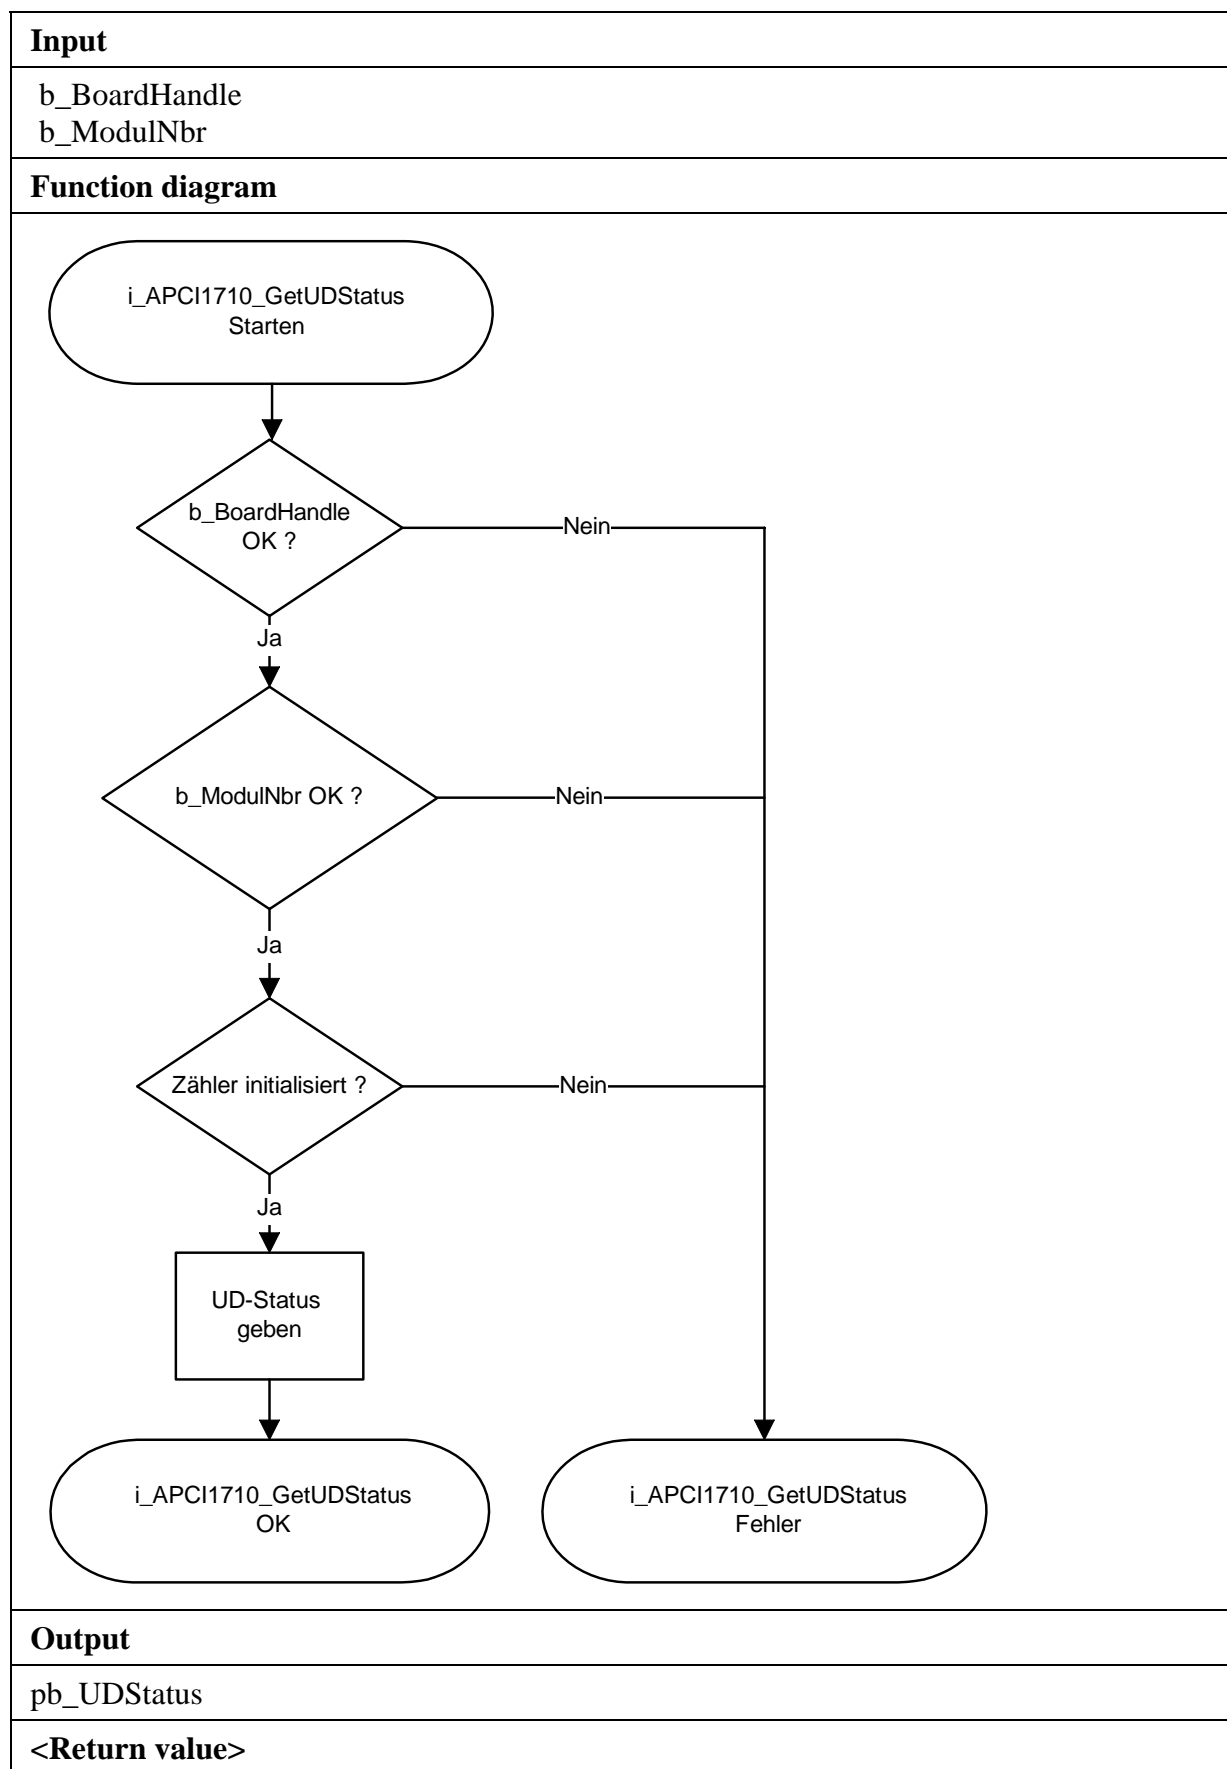 Input
b_BoardHandle
b_ModulNbr
Function diagram
i_APCI1710_GetUDStatus
Starten
b_BoardHandle
OK ?
Nein
Ja
b_ModulNbr OK ?
Nein
Ja
Zähler initialisiert ?
Nein
Ja
UD-Status
geben
i_APCI1710_GetUDStatus
OK
i_APCI1710_GetUDStatus
Fehler
Output
pb_UDStatus
<Return value>